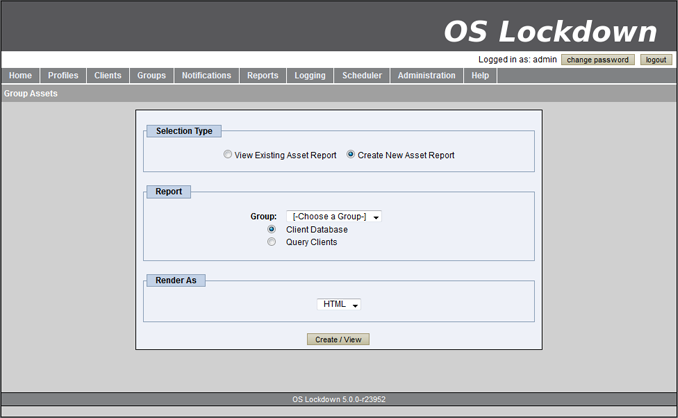 OS Lockdown
Logged in as: admin change password logout
Home Profiles Clients Groups Notifications Reports Logging Scheduler Administration Help
Group Assets
Selection Type
View Existing Asset Report Create New Asset Report
Report
Group: [-Choose a Group-]
Client Database
Query Clients
Render As
HTML
Create / View
OS Lockdown 5.0.0-r23952